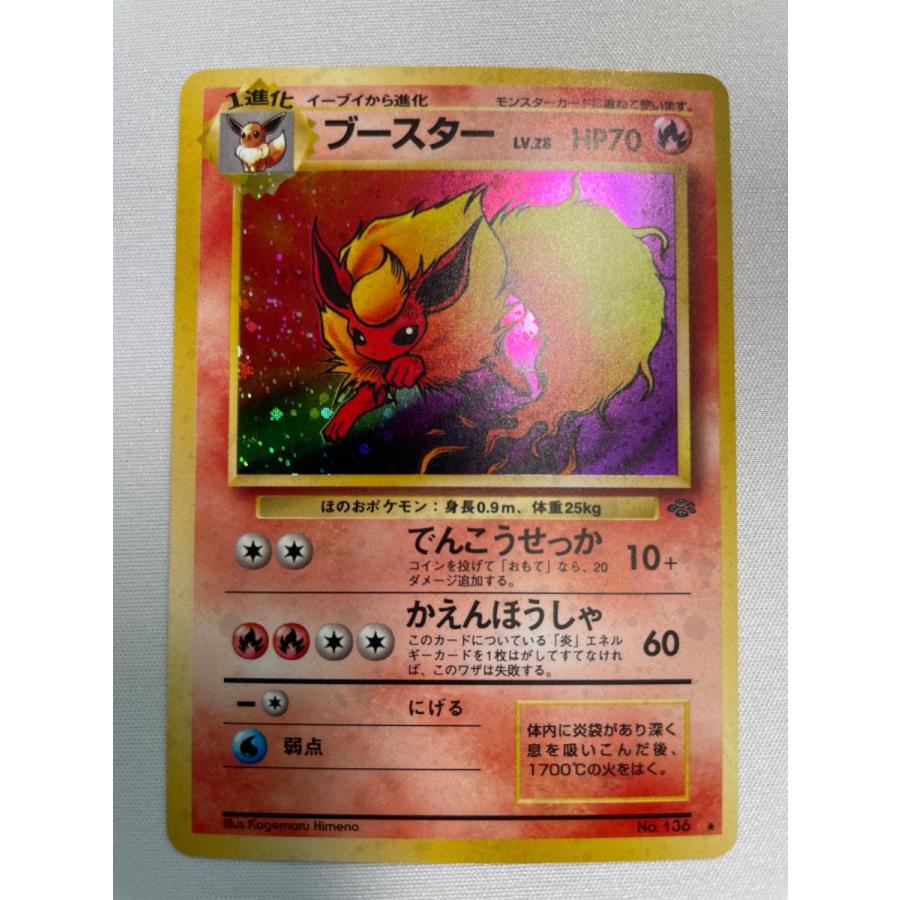 1進化 イーブイから進化 モンスターカードに重ねて使います。
ブースター LV.28 HP70
ほのおポケモン：身長0.9m、体重25kg
でんこうせっか 10+
コインを投げて「おもて」なら、20
ダメージ追加する。
かえんほうしゃ 60
このカードについている「炎」エネル
ギーカードを1枚はがしてすてなけれ
ば、このワザは失敗する。
ー にげる
弱点
体内に炎袋があり深く
息を吸いこんだ後、
1700℃の火をはく。
Illus.Kagemaru Himeno No. 136 ★